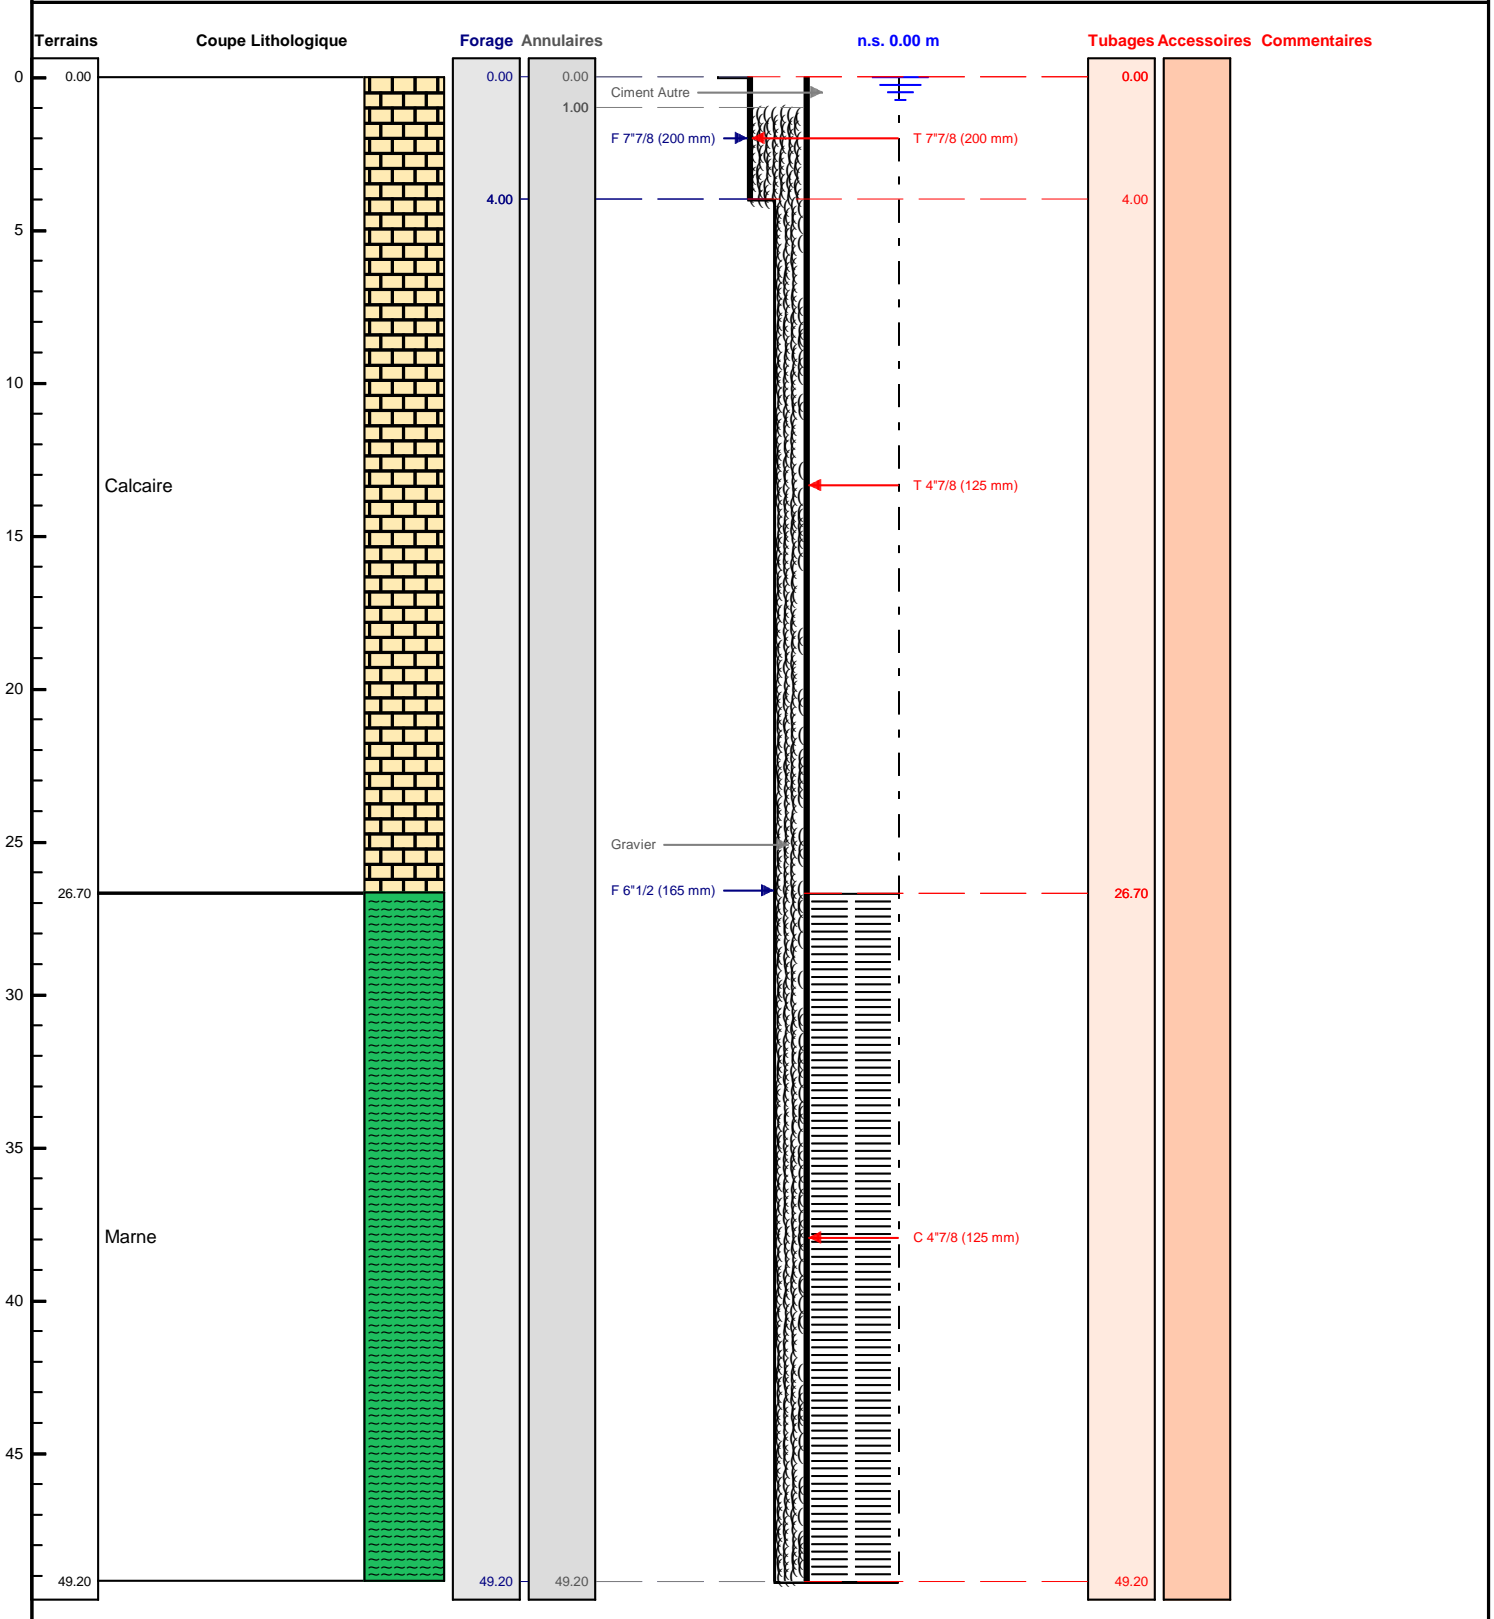 Terrains Coupe Lithologique Forage Annulaires n.s. 0.00 m Tubages Accessoires Commentaires
0 0.00 0.00 0.00 0.00
Ciment Autre
1.00
F 7"7/8 (200 mm) T 7"7/8 (200 mm)
4.00 4.00
5
10
Calcaire T 4"7/8 (125 mm)
15
20
25 Gravier
F 6"1/2 (165 mm)
26.70 26.70
30
35
Marne C 4"7/8 (125 mm)
40
45
49.20 49.20 49.20 49.20